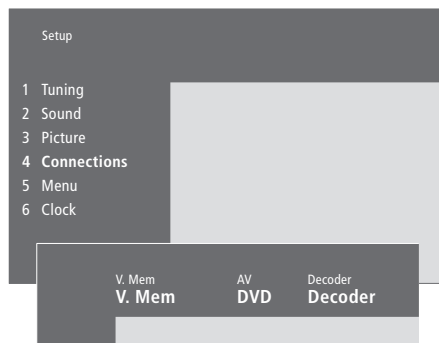 Setup
1 Tuning
2 Sound
3 Picture
4 Connections
5 Menu
6 Clock
V. Mem AV Decoder
V. Mem DVD Decoder